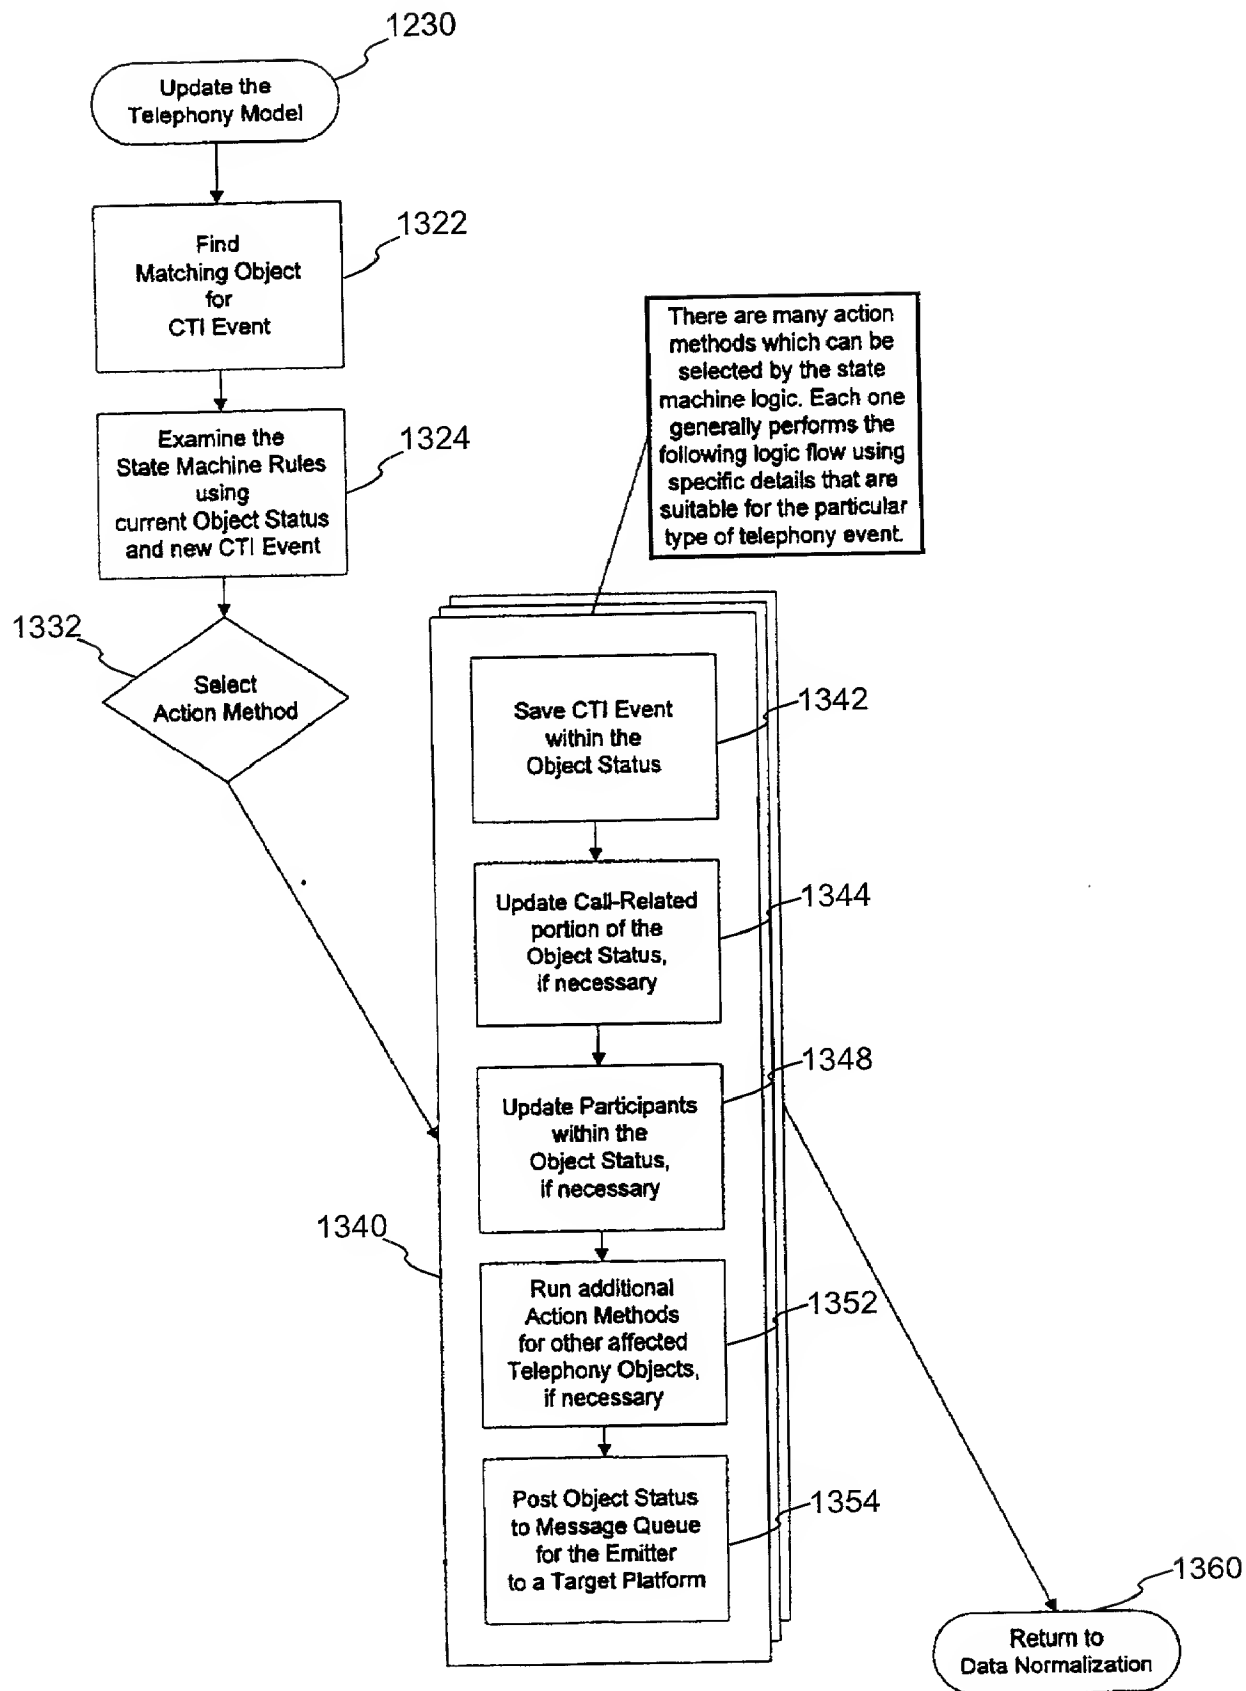 1230
Update the
Telephony Model
1322
Find
Matching Object
for
CTI Event
There are many action
methods which can be
selected by the state
machine logic. Each one
generally performs the
following logic flow using
specific details that are
suitable for the particular
type of telephony event.
1324
Examine the
State Machine Rules
using
current Object Status
and new CTI Event
1332
Select
Action Method
1342
Save CTI Event
within the
Object Status
1344
Update Call-Related
portion of the
Object Status,
if necessary
1348
Update Participants
within the
Object Status,
if necessary
1340
1352
Run additional
Action Methods
for other affected
Telephony Objects,
if necessary
1354
Post Object Status
to Message Queue
for the Emitter
to a Target Platform
1360
Return to
Data Normalization